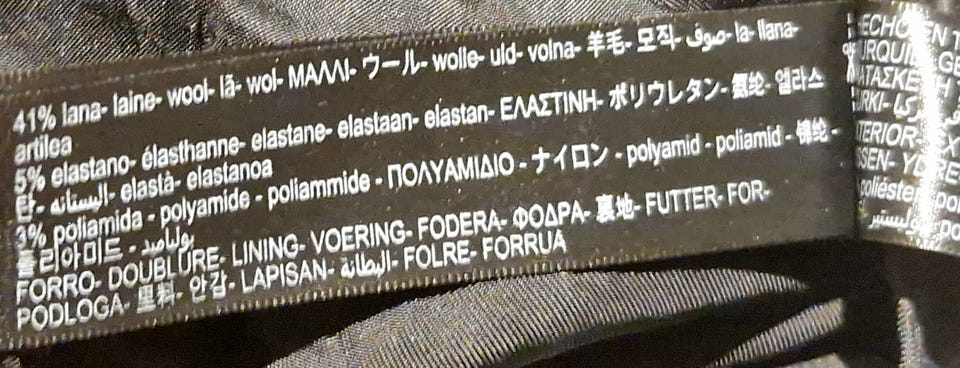 41% lana- laine- wool- lã- wol- ΜΑΛΛΙ- ウール- wolle- uld- volna- 羊毛- 모직- صوف- la- llana-
artilea
5% elastano- élasthanne- elastane- elastaan- elastan- ΕΛΑΣΤΙΝΗ- ポリウレタン- 氨纶- 엘라스
탄- اليستانه- elastà- elastanoa
3% poliamida - polyamide - poliammide - ΠΟΛΥΑΜΙΔΙΟ - ナイロン - polyamid - poliamid - 锦纶 -
폴리아미드 - بولياميد
FORRO- DOUBLURE- LINING- VOERING- FODERA- ΦΟΔΡΑ- 裏地- FUTTER- FOR-
PODLOGA- 里料- 안감- LAPISAN- البطانة- FOLRE- FORRUA